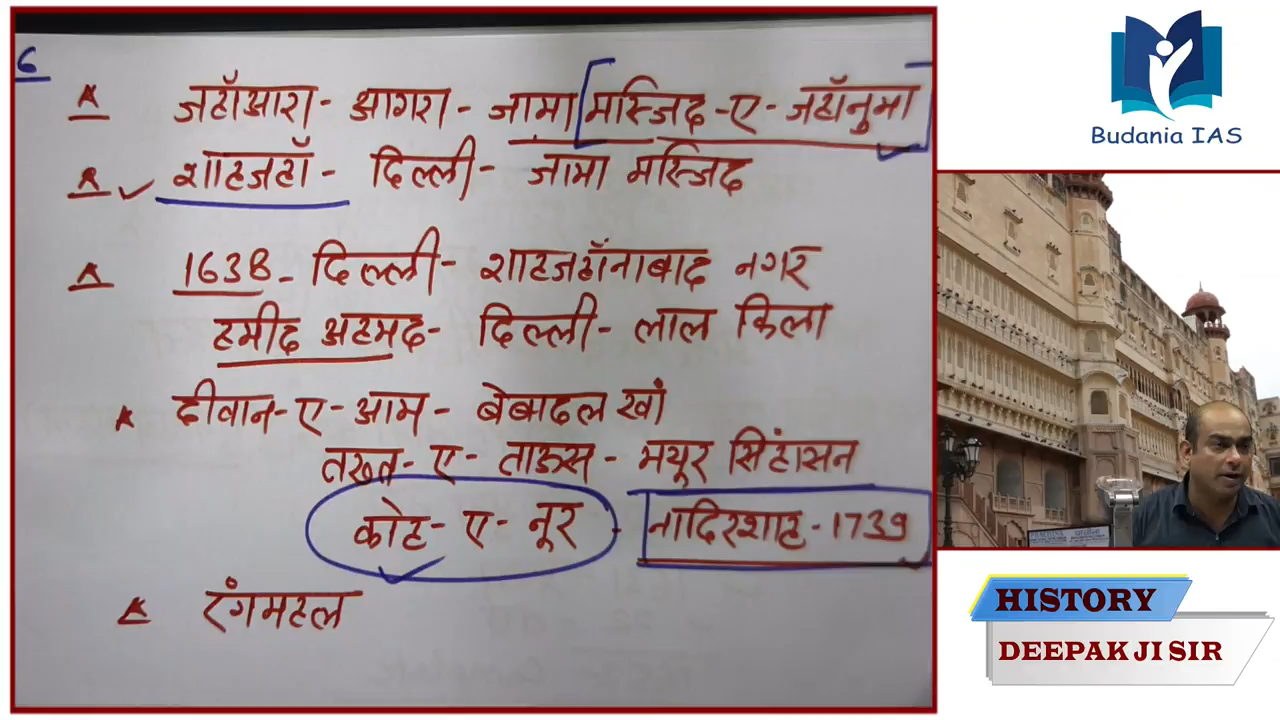 6
जहाँआरा - आगरा - जामा मस्जिद - ए - जहाँनुमा
शाहजहाँ - दिल्ली - जामा मस्जिद
1638 - दिल्ली - शाहजहाँनाबाद नगर
हमीद अहमद - दिल्ली - लाल किला
दीवान - ए - आम - बेबादल खां
तख्त - ए - ताऊस - मयूर सिंहासन
कोह - ए - नूर - नादिरशाह - 1739
रंगमहल
Budania IAS
HISTORY
DEEPAK JI SIR